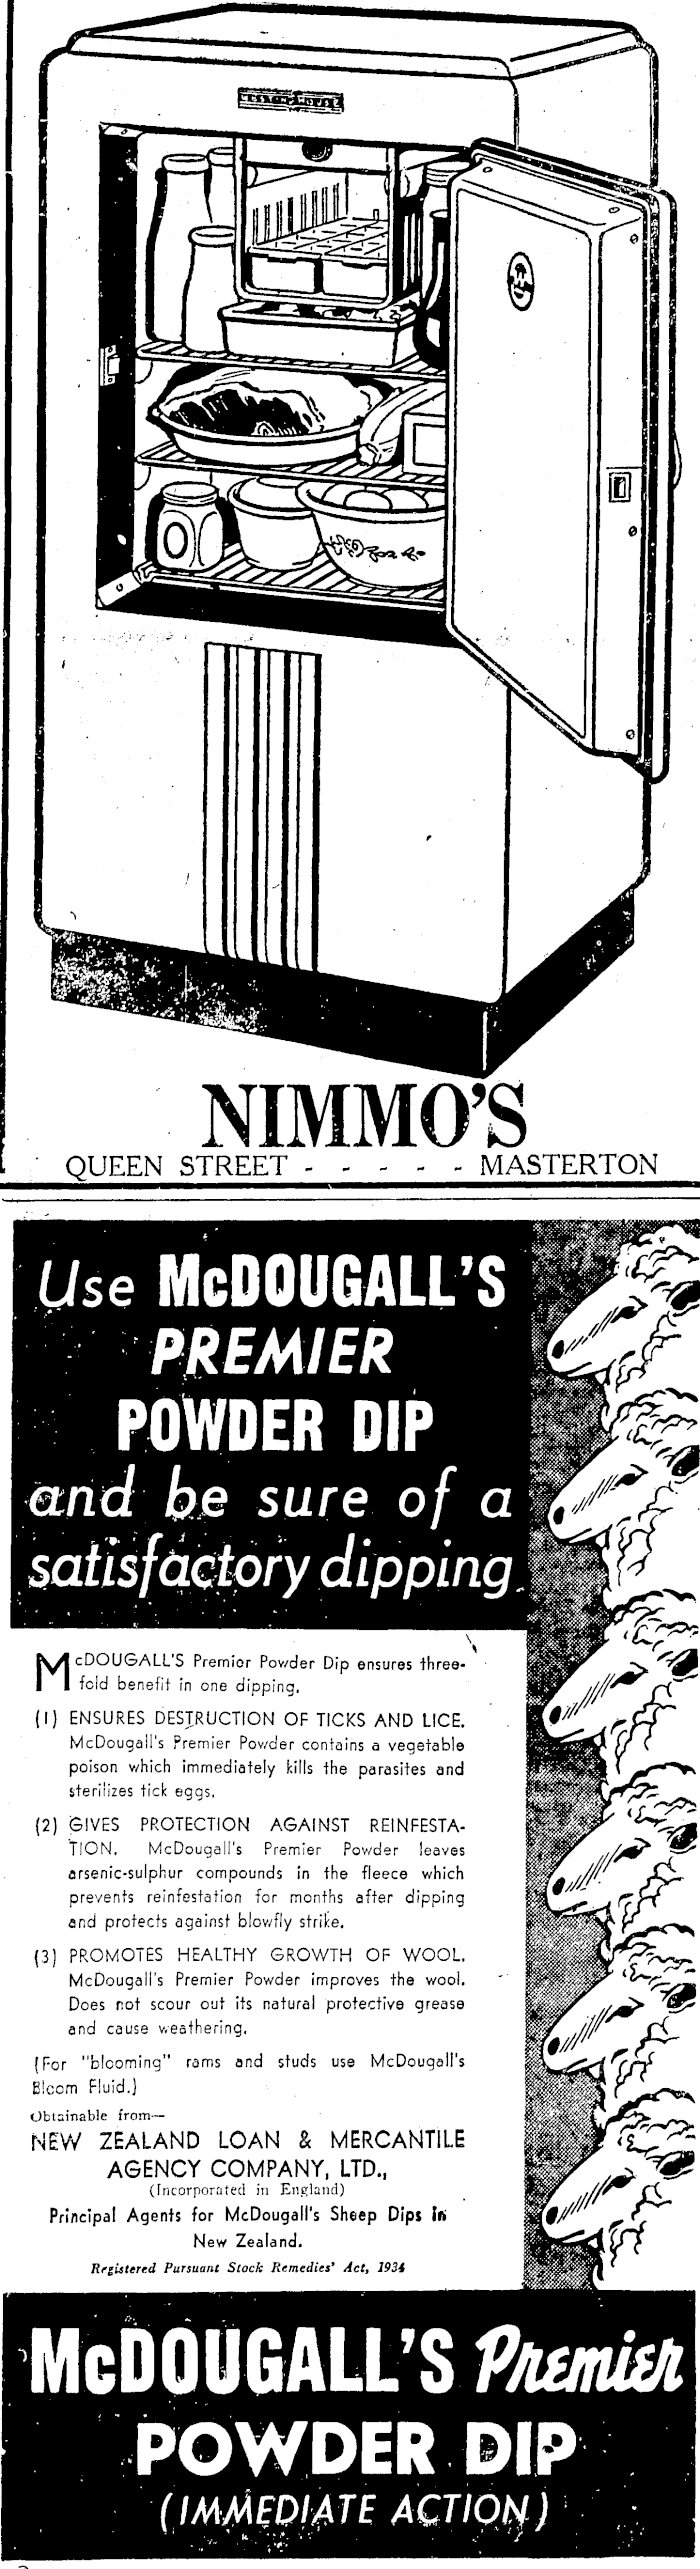 WESTINGHOUSE
NIMMO'S
QUEEN STREET - - - - - MASTERTON
Use McDOUGALL'S
PREMIER
POWDER DIP
and be sure of a
satisfactory dipping
McDOUGALL'S Premier Powder Dip ensures three-
fold benefit in one dipping.
(1) ENSURES DESTRUCTION OF TICKS AND LICE.
McDougall's Premier Powder contains a vegetable
poison which immediately kills the parasites and
sterilizes tick eggs.
(2) GIVES PROTECTION AGAINST REINFESTA-
TION. McDougall's Premier Powder leaves
arsenic-sulphur compounds in the fleece which
prevents reinfestation for months after dipping
and protects against blowfly strike.
(3) PROMOTES HEALTHY GROWTH OF WOOL.
McDougall's Premier Powder improves the wool.
Does not scour out its natural protective grease
and cause weathering.
(For "blooming" rams and studs use McDougall's
Bloom Fluid.)
Obtainable from—
NEW ZEALAND LOAN & MERCANTILE
AGENCY COMPANY, LTD.,
(Incorporated in England)
Principal Agents for McDougall's Sheep Dips in
New Zealand.
Registered Pursuant Stock Remedies' Act, 1934
McDOUGALL'S Premier
POWDER DIP
(IMMEDIATE ACTION)